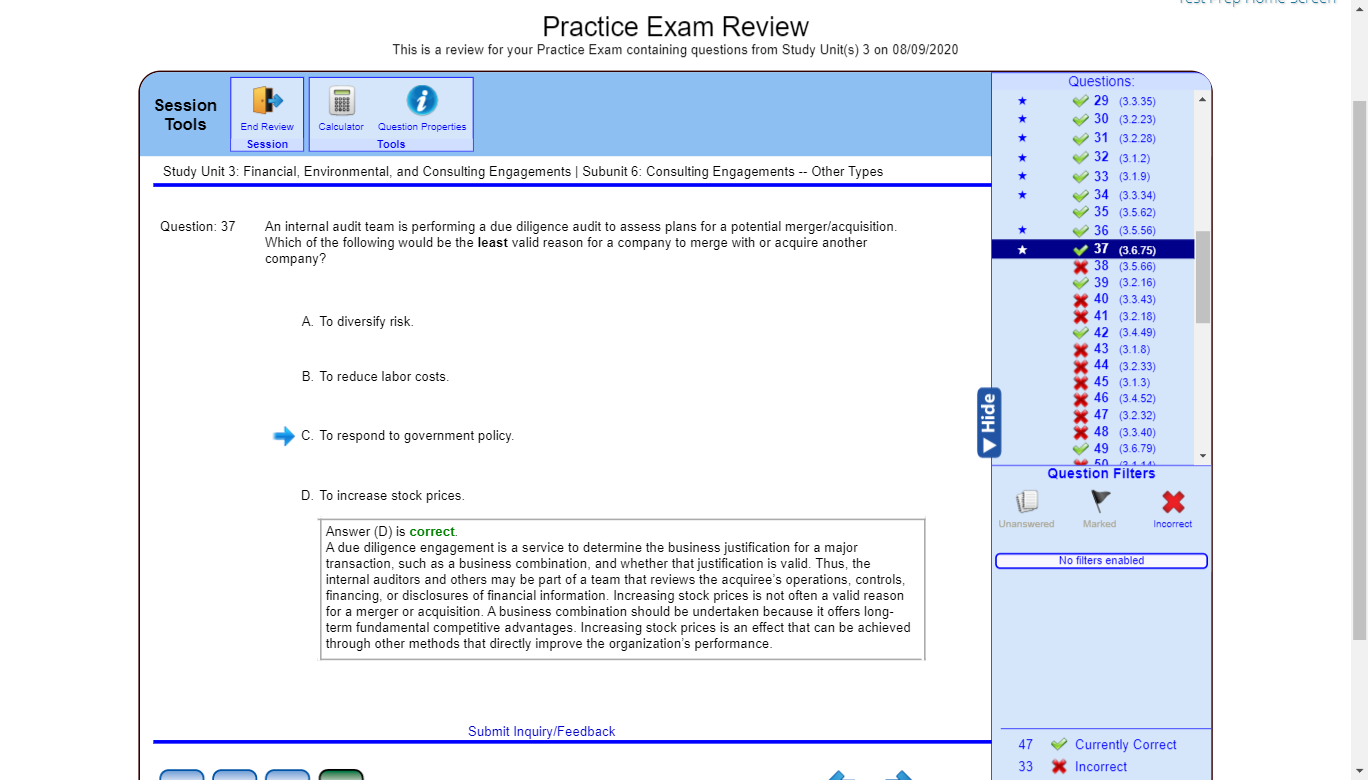 Test Prep Home Screen
Practice Exam Review
This is a review for your Practice Exam containing questions from Study Unit(s) 3 on 08/09/2020
Session Tools
End Review
Session
Calculator
Question Properties
Tools
Study Unit 3: Financial, Environmental, and Consulting Engagements | Subunit 6: Consulting Engagements -- Other Types
Question: 37
An internal audit team is performing a due diligence audit to assess plans for a potential merger/acquisition.
Which of the following would be the least valid reason for a company to merge with or acquire another
company?
A. To diversify risk.
B. To reduce labor costs.
C. To respond to government policy.
D. To increase stock prices.
Answer (D) is correct.
A due diligence engagement is a service to determine the business justification for a major
transaction, such as a business combination, and whether that justification is valid. Thus, the
internal auditors and others may be part of a team that reviews the acquiree's operations, controls,
financing, or disclosures of financial information. Increasing stock prices is not often a valid reason
for a merger or acquisition. A business combination should be undertaken because it offers long-
term fundamental competitive advantages. Increasing stock prices is an effect that can be achieved
through other methods that directly improve the organization's performance.
Submit Inquiry/Feedback
Hide
Questions:
29 (3.3.35)
30 (3.2.23)
31 (3.2.28)
32 (3.1.2)
33 (3.1.9)
34 (3.3.34)
35 (3.5.62)
36 (3.5.56)
37 (3.6.75)
38 (3.5.66)
39 (3.2.16)
40 (3.3.43)
41 (3.2.18)
42 (3.4.49)
43 (3.1.8)
44 (3.2.33)
45 (3.1.3)
46 (3.4.52)
47 (3.2.32)
48 (3.3.40)
49 (3.6.79)
50 (3.1.14)
Question Filters
Unanswered
Marked
Incorrect
No filters enabled
47 Currently Correct
33 Incorrect